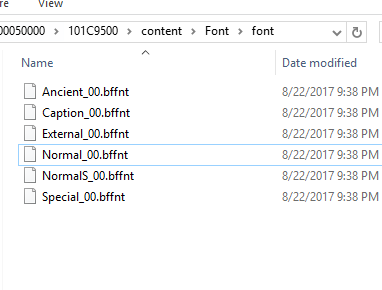 00050000 > 101C9500 > content > Font > font
Name Date modified
Ancient_00.bffnt 8/22/2017 9:38 PM
Caption_00.bffnt 8/22/2017 9:38 PM
External_00.bffnt 8/22/2017 9:38 PM
Normal_00.bffnt 8/22/2017 9:38 PM
NormalS_00.bffnt 8/22/2017 9:38 PM
Special_00.bffnt 8/22/2017 9:38 PM